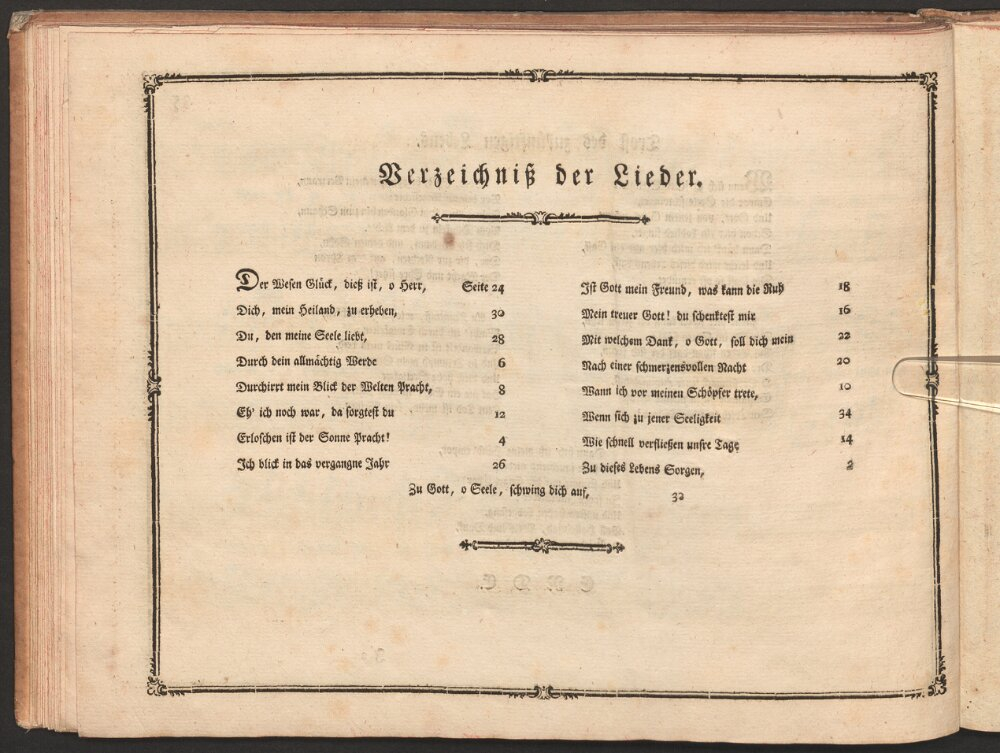 Verzeichniß der Lieder.
Der Wesen Glück, dieß ist, o Herr, Seite 24
Dich, mein Heiland, zu erheben, 30
Du, den meine Seele liebt, 28
Durch dein allmächtig Werde 6
Durchirrt mein Blick der Welten Pracht, 8
Eh' ich noch war, da sorgtest du 12
Erloschen ist der Sonne Pracht! 4
Ich blick in das vergangne Jahr 26
Ist Gott mein Freund, was kann die Ruh 18
Mein treuer Gott! du schenktest mir 16
Mit welchem Dank, o Gott, soll dich mein 22
Nach einer schmerzensvollen Nacht 20
Wann ich vor meinen Schöpfer trete, 10
Wenn sich zu jener Seeligkeit 34
Wie schnell verfließen unsre Tage 14
Zu dieses Lebens Sorgen, 2
Zu Gott, o Seele, schwing dich auf, 32